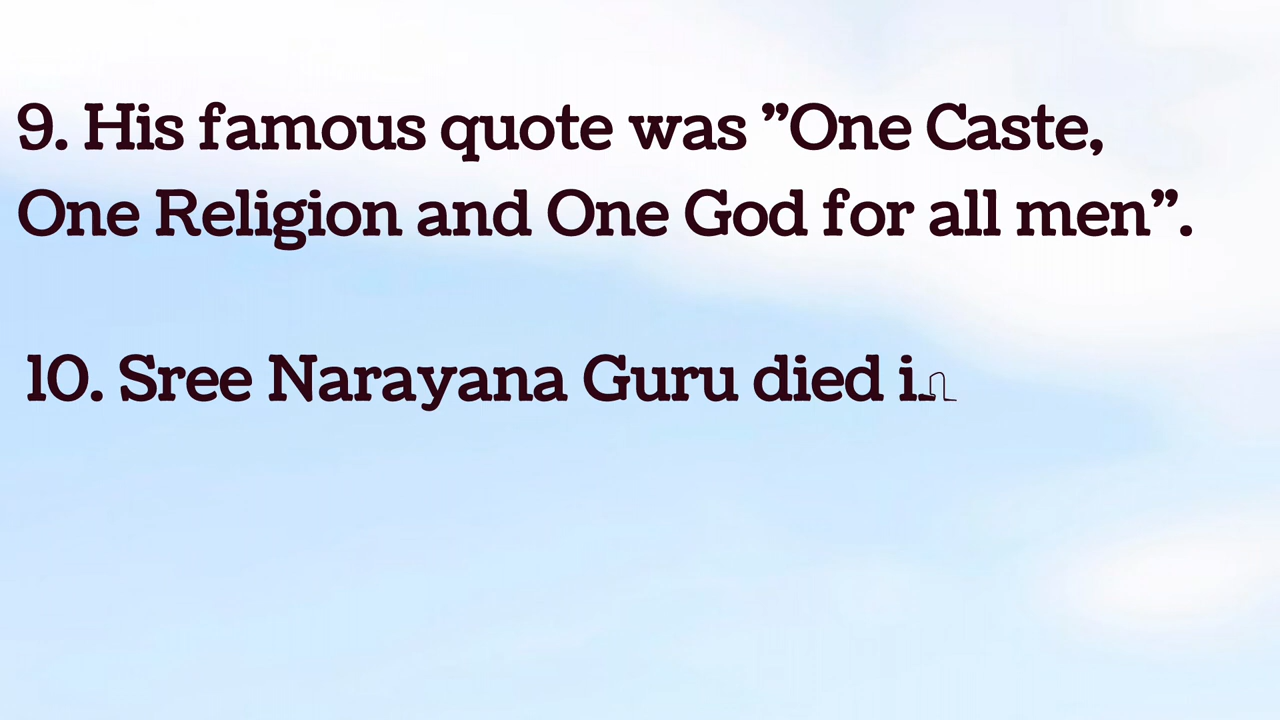 9. His famous quote was ”One Caste,
One Religion and One God for all men”.
10. Sree Narayana Guru died in